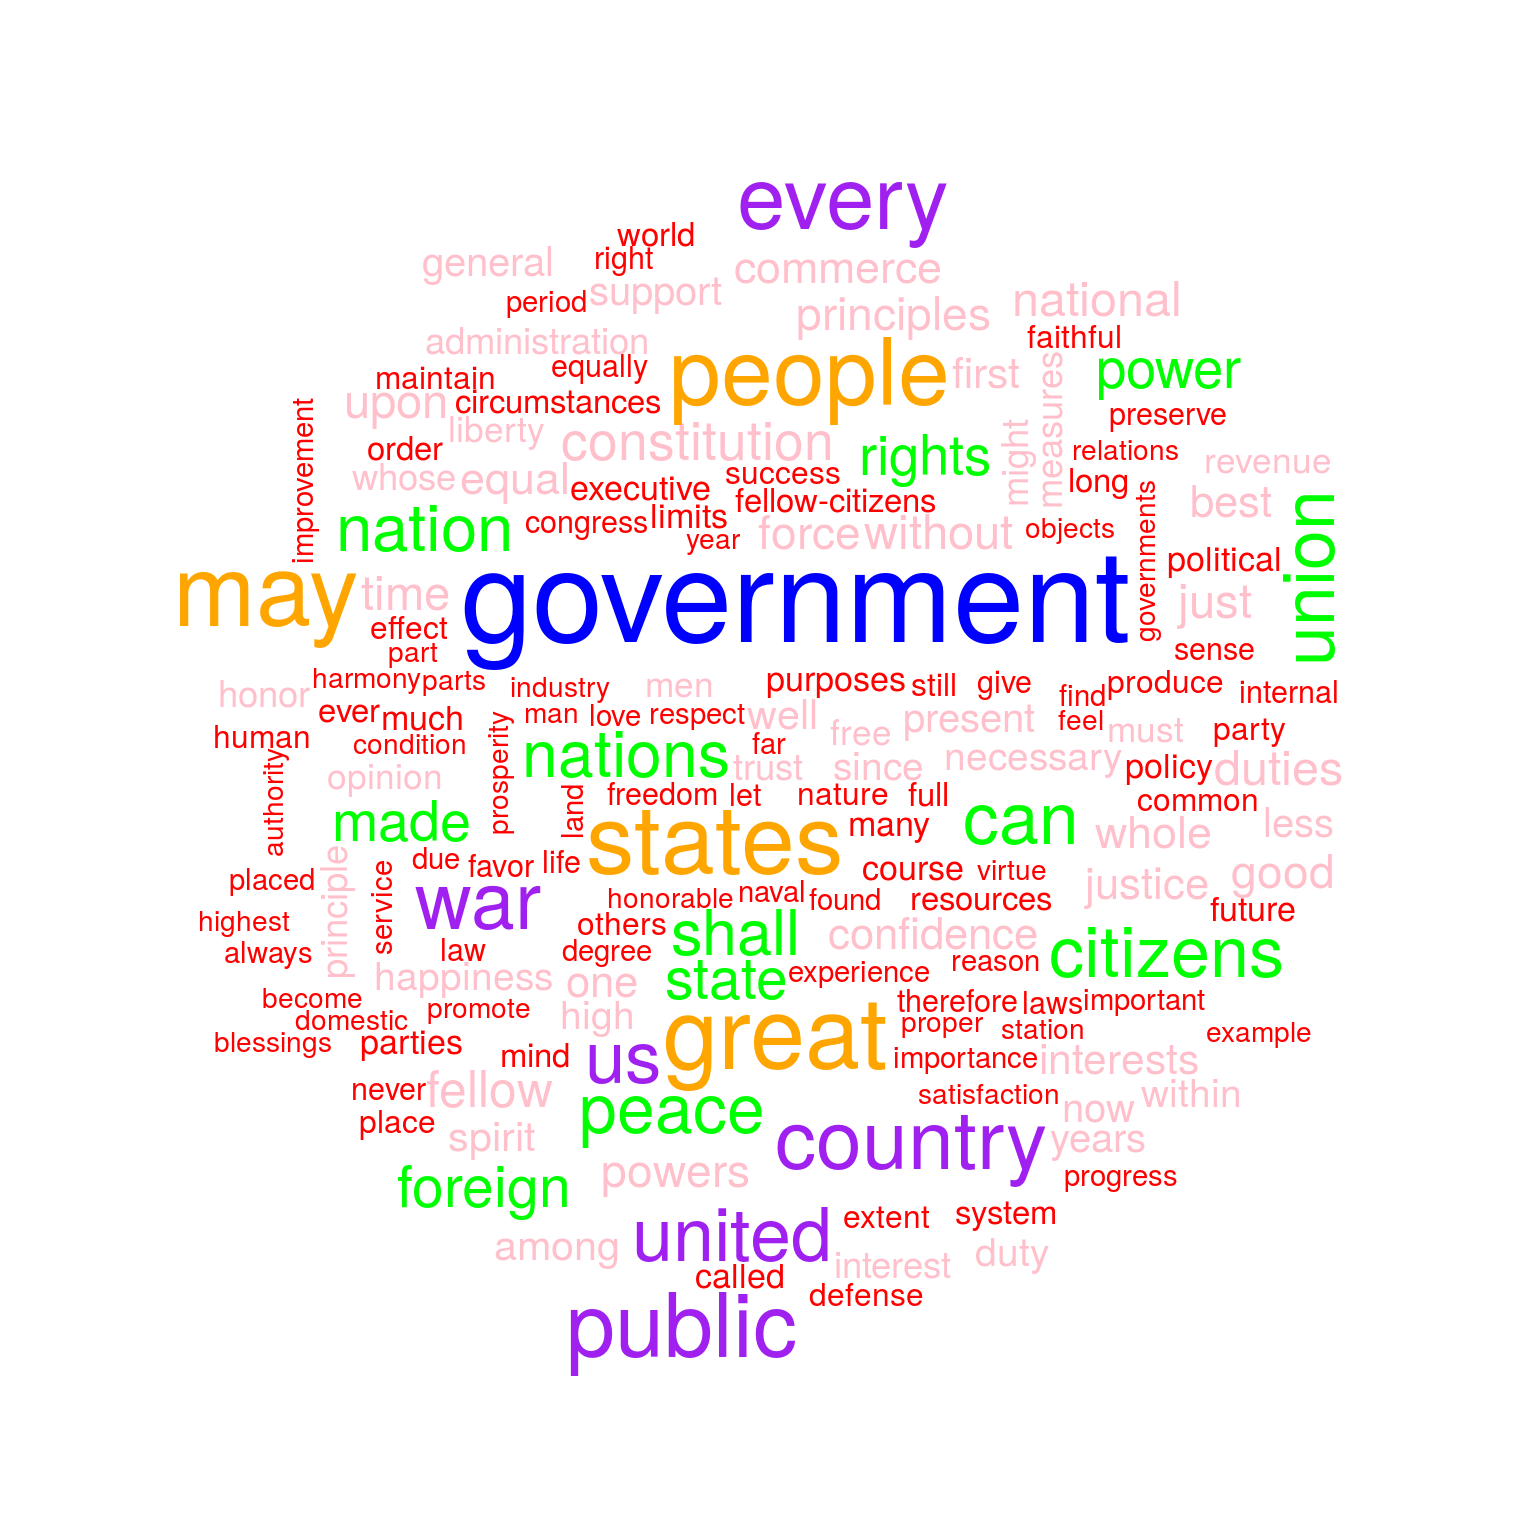 every
world
general right commerce
period support national
principles
administration faithful
equally people first power
maintain measures
upon circumstances preserve
improvement liberty constitution might
order rights relations
whose equal executive success long revenue
fellow-citizens governments best
nation congress limits union
year force without objects
political
may time government just
effect
part sense
harmony parts industry men purposes still give find produce internal
honor
ever much man love respect well free present feel must party
human condition prosperity nations far
authority opinion trust since necessary policy duties
freedom let nature full common
made land states many can whole less
principle due favor life course virtue good
placed service war honorable naval found resources justice
highest others shall future
always law degree confidence citizens
happiness one state experience reason
become promote high therefore laws important
domestic great proper station example
blessings parties mind us importance interests
never fellow satisfaction now within
place peace
spirit country years
foreign powers progress
united extent system
among interest duty
called defense
public